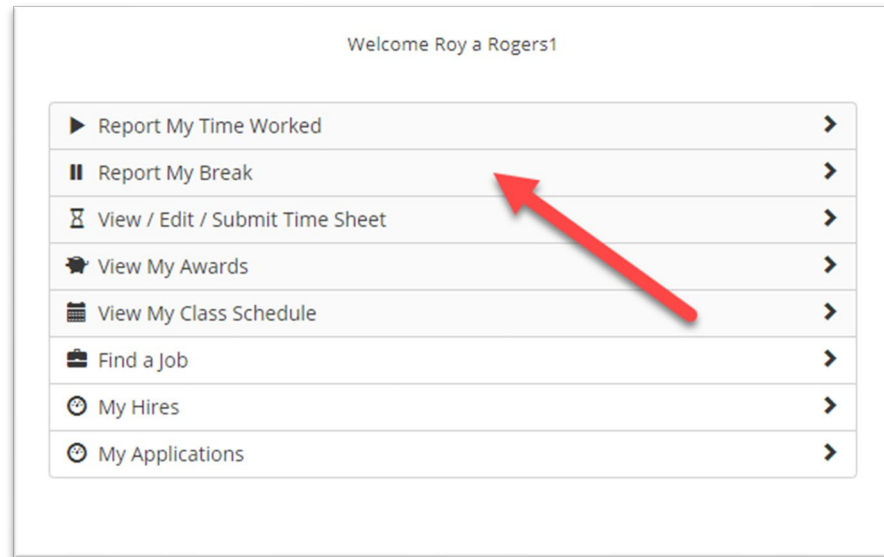 Welcome Roy a Rogers1
Report My Time Worked
Report My Break
View / Edit / Submit Time Sheet
View My Awards
View My Class Schedule
Find a Job
My Hires
My Applications